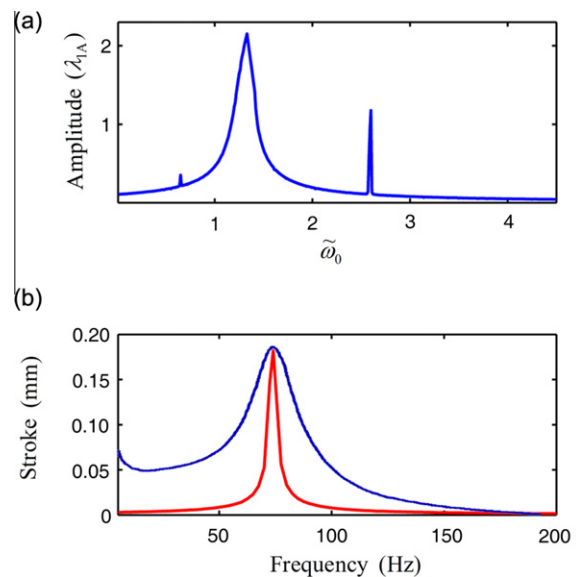 (a)
2
1
Amplitude (λ₁A)
1 2 3 4
ω̃₀
(b)
0.20
0.15
0.10
0.05
0
Stroke (mm)
50 100 150 200
Frequency (Hz)